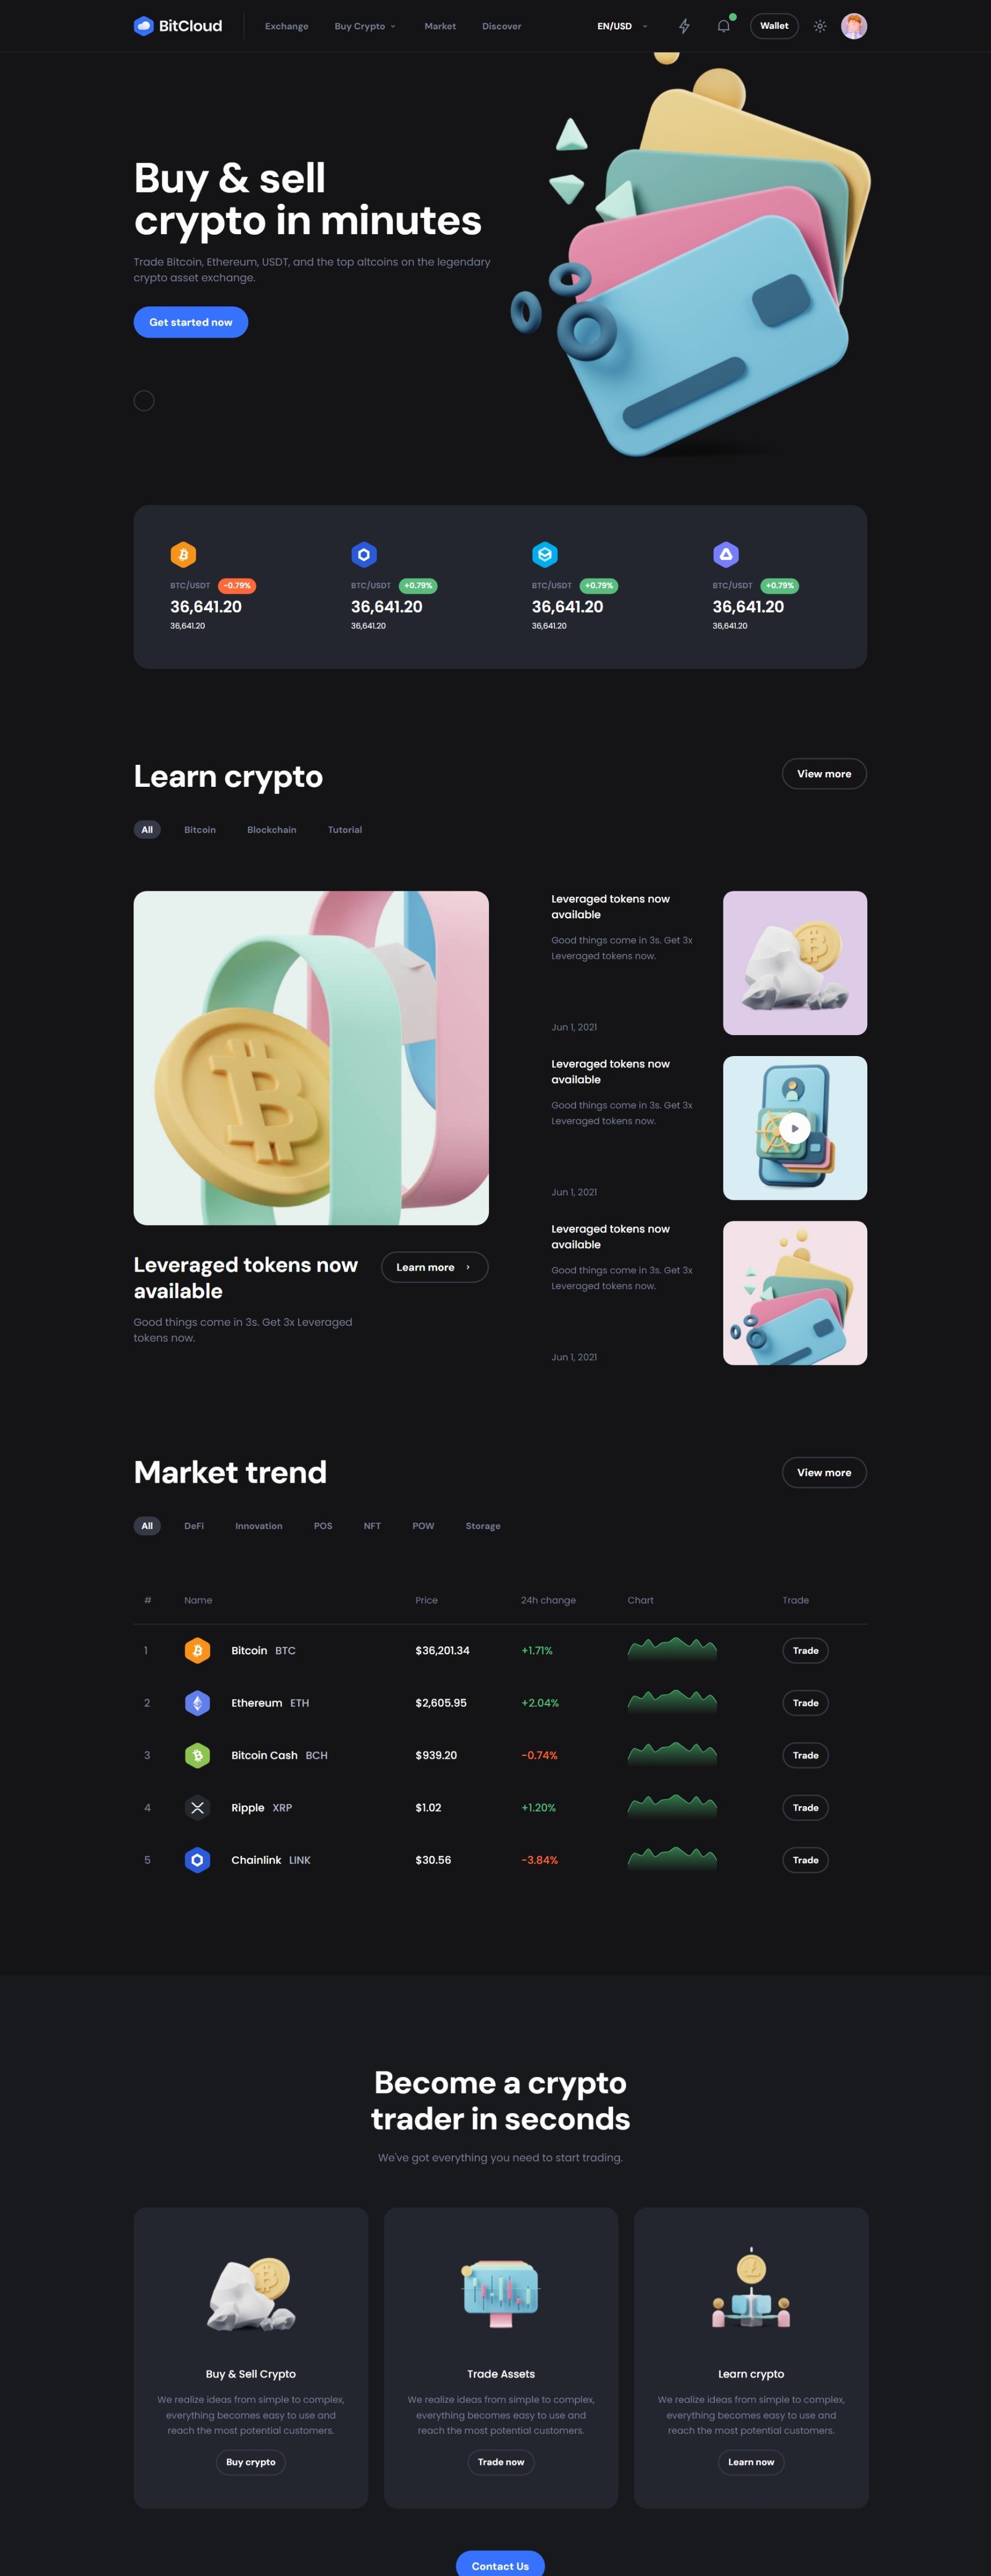 BitCloud
Exchange
Buy Crypto
Market
Discover
EN/USD
Wallet
Buy & sell
crypto in minutes
Trade Bitcoin, Ethereum, USDT, and the top altcoins on the legendary
crypto asset exchange.
Get started now
BTC/USDT -0.79%
36,641.20
36,641.20
BTC/USDT +0.79%
36,641.20
36,641.20
BTC/USDT +0.79%
36,641.20
36,641.20
BTC/USDT +0.79%
36,641.20
36,641.20
Learn crypto
View more
All Bitcoin Blockchain Tutorial
Leveraged tokens now
available
Good things come in 3s. Get 3x Leveraged
tokens now.
Learn more
Leveraged tokens now
available
Good things come in 3s. Get 3x
Leveraged tokens now.
Jun 1, 2021
Leveraged tokens now
available
Good things come in 3s. Get 3x
Leveraged tokens now.
Jun 1, 2021
Leveraged tokens now
available
Good things come in 3s. Get 3x
Leveraged tokens now.
Jun 1, 2021
Market trend
View more
All DeFi Innovation POS NFT POW Storage
# Name Price 24h change Chart Trade
1 Bitcoin BTC $36,201.34 +1.71% Trade
2 Ethereum ETH $2,605.95 +2.04% Trade
3 Bitcoin Cash BCH $939.20 -0.74% Trade
4 Ripple XRP $1.02 +1.20% Trade
5 Chainlink LINK $30.56 -3.84% Trade
Become a crypto
trader in seconds
We've got everything you need to start trading.
Buy & Sell Crypto
We realize ideas from simple to complex,
everything becomes easy to use and
reach the most potential customers.
Buy crypto
Trade Assets
We realize ideas from simple to complex,
everything becomes easy to use and
reach the most potential customers.
Trade now
Learn crypto
We realize ideas from simple to complex,
everything becomes easy to use and
reach the most potential customers.
Learn now
Contact Us